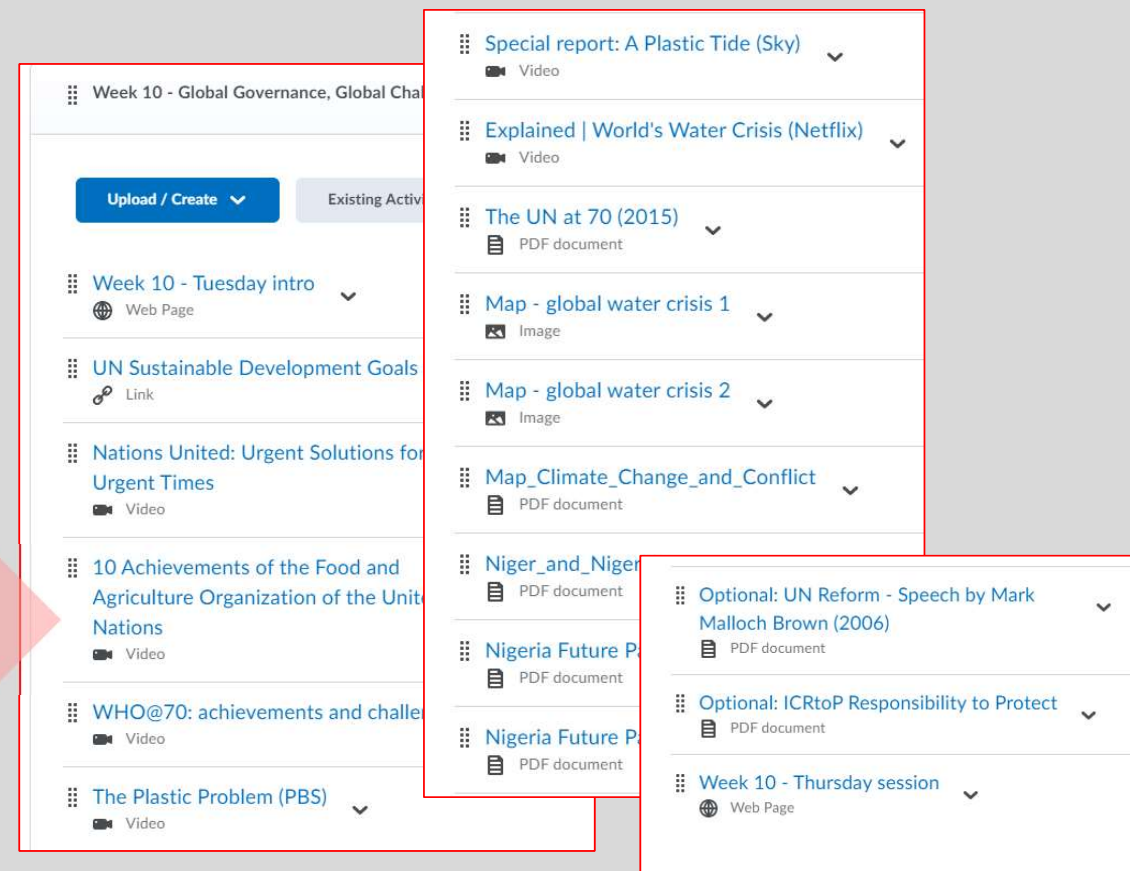 Week 10 - Global Governance, Global Chal
Upload / Create
Existing Activi
Week 10 - Tuesday intro
Web Page
UN Sustainable Development Goals
Link
Nations United: Urgent Solutions for
Urgent Times
Video
10 Achievements of the Food and
Agriculture Organization of the Unite
Nations
Video
WHO@70: achievements and challen
Video
The Plastic Problem (PBS)
Video
Special report: A Plastic Tide (Sky)
Video
Explained | World's Water Crisis (Netflix)
Video
The UN at 70 (2015)
PDF document
Map - global water crisis 1
Image
Map - global water crisis 2
Image
Map_Climate_Change_and_Conflict
PDF document
Niger_and_Niger
PDF document
Nigeria Future Pa
PDF document
Nigeria Future Pa
PDF document
Optional: UN Reform - Speech by Mark
Malloch Brown (2006)
PDF document
Optional: ICRtoP Responsibility to Protect
PDF document
Week 10 - Thursday session
Web Page